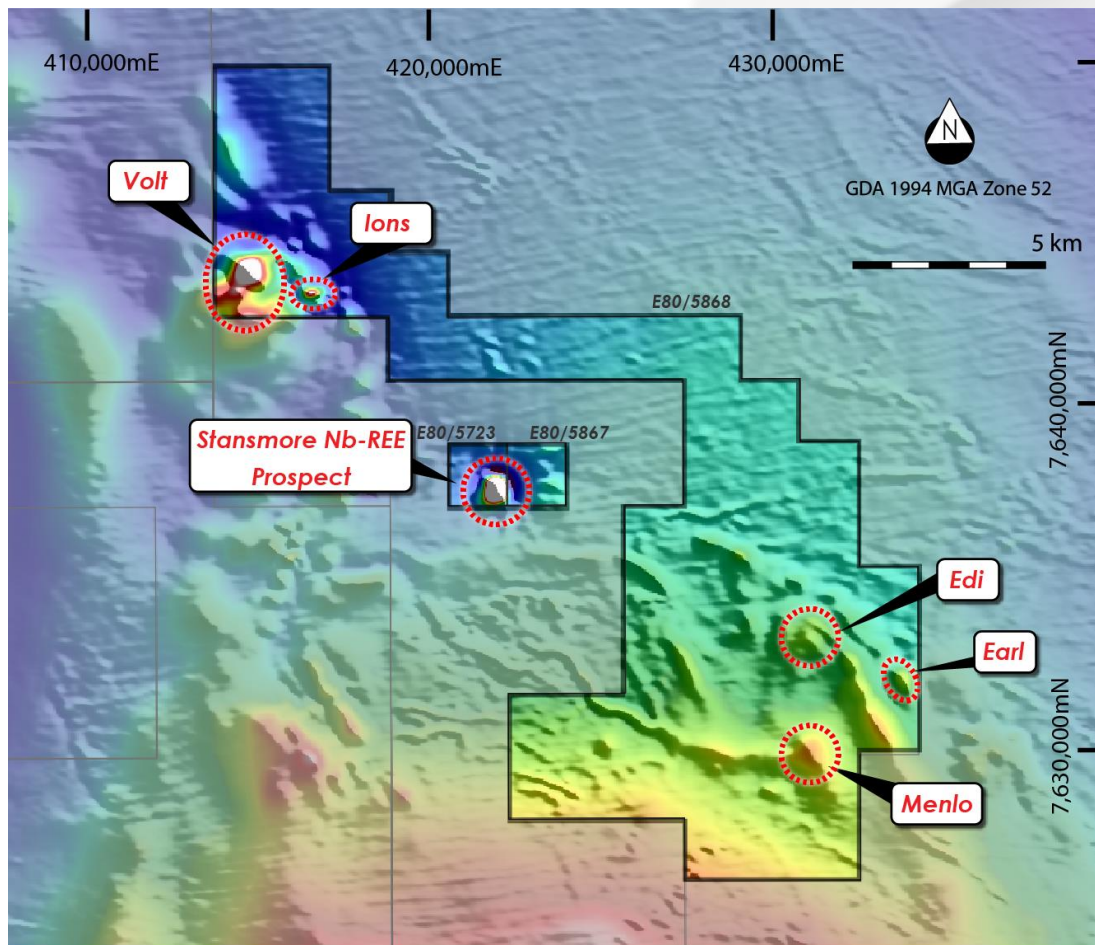 410,000mE
420,000mE
430,000mE
N
GDA 1994 MGA Zone 52
5 km
Volt
Ions
E80/5868
7,640,000mN
E80/5723
E80/5867
Stansmore Nb-REE
Prospect
Edi
Earl
7,630,000mN
Menlo